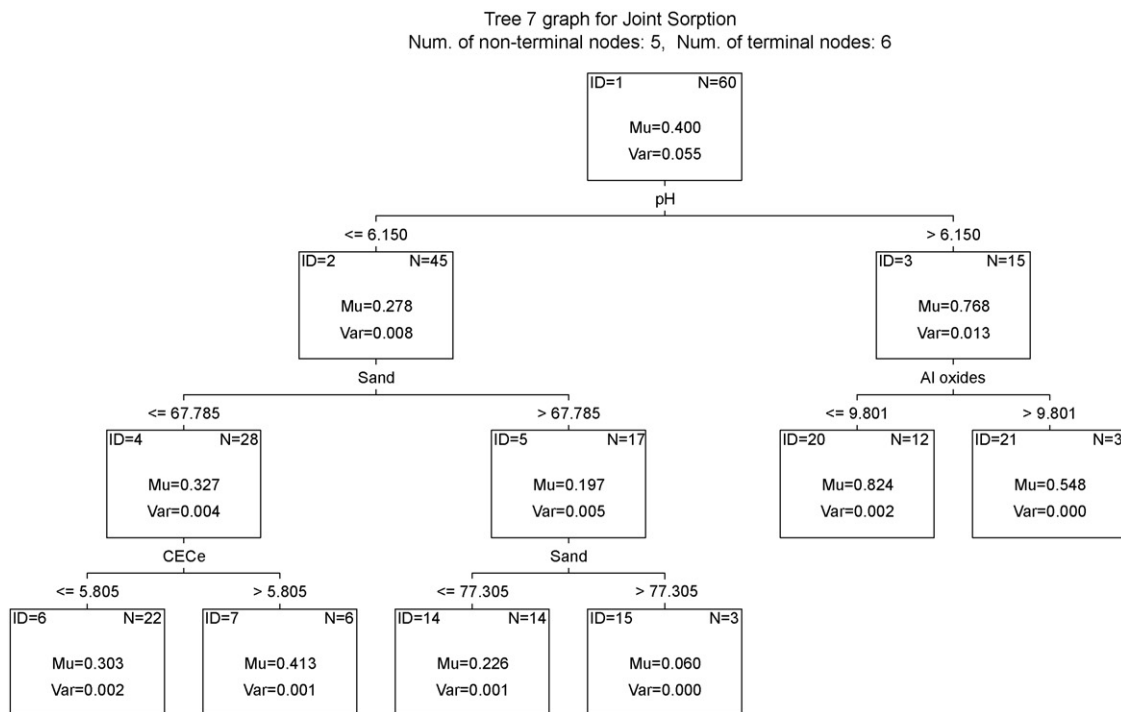 Tree 7 graph for Joint Sorption
Num. of non-terminal nodes: 5, Num. of terminal nodes: 6
ID=1 N=60
Mu=0.400
Var=0.055
pH
<= 6.150 > 6.150
ID=2 N=45 ID=3 N=15
Mu=0.278 Mu=0.768
Var=0.008 Var=0.013
Sand Al oxides
<= 67.785 > 67.785 <= 9.801 > 9.801
ID=4 N=28 ID=5 N=17 ID=20 N=12 ID=21 N=3
Mu=0.327 Mu=0.197 Mu=0.824 Mu=0.548
Var=0.004 Var=0.005 Var=0.002 Var=0.000
CECe Sand
<= 5.805 > 5.805 <= 77.305 > 77.305
ID=6 N=22 ID=7 N=6 ID=14 N=14 ID=15 N=3
Mu=0.303 Mu=0.413 Mu=0.226 Mu=0.060
Var=0.002 Var=0.001 Var=0.001 Var=0.000